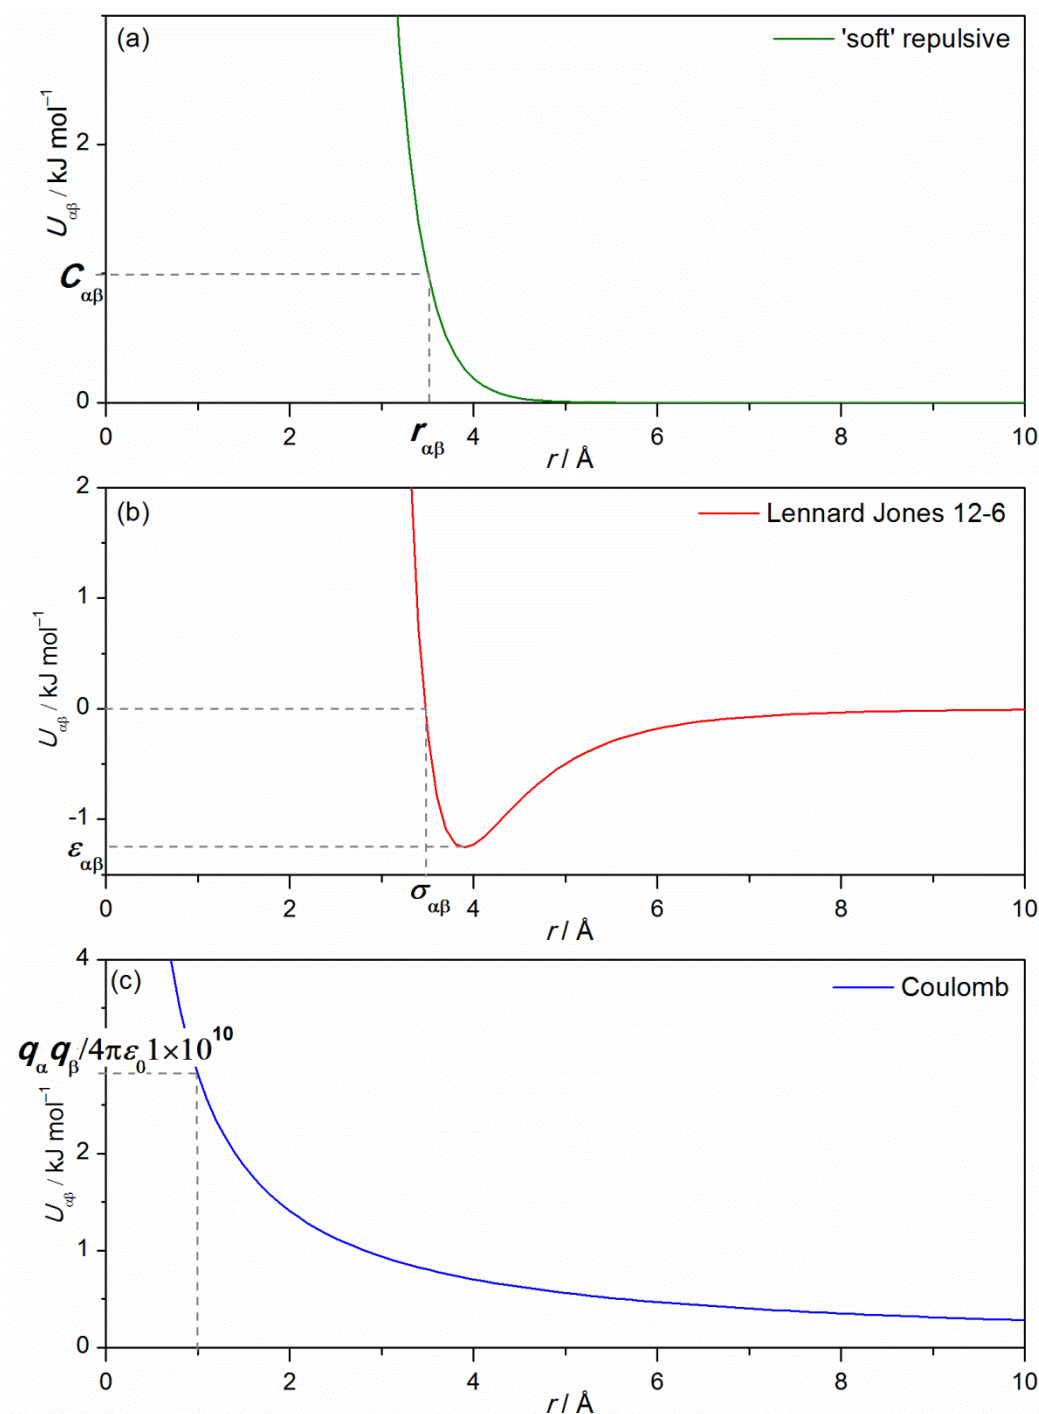 (a)
'soft' repulsive
2
U_αβ / kJ mol⁻¹
C_αβ
0
0 2 4 6 8 10
r_αβ
r / Å
(b)
Lennard Jones 12-6
2
1
0
-1
U_αβ / kJ mol⁻¹
ε_αβ
0 2 4 6 8 10
σ_αβ
r / Å
(c)
Coulomb
4
q_α q_β/4πε₀1×10¹⁰
2
1
0
U_αβ / kJ mol⁻¹
0 2 4 6 8 10
r / Å